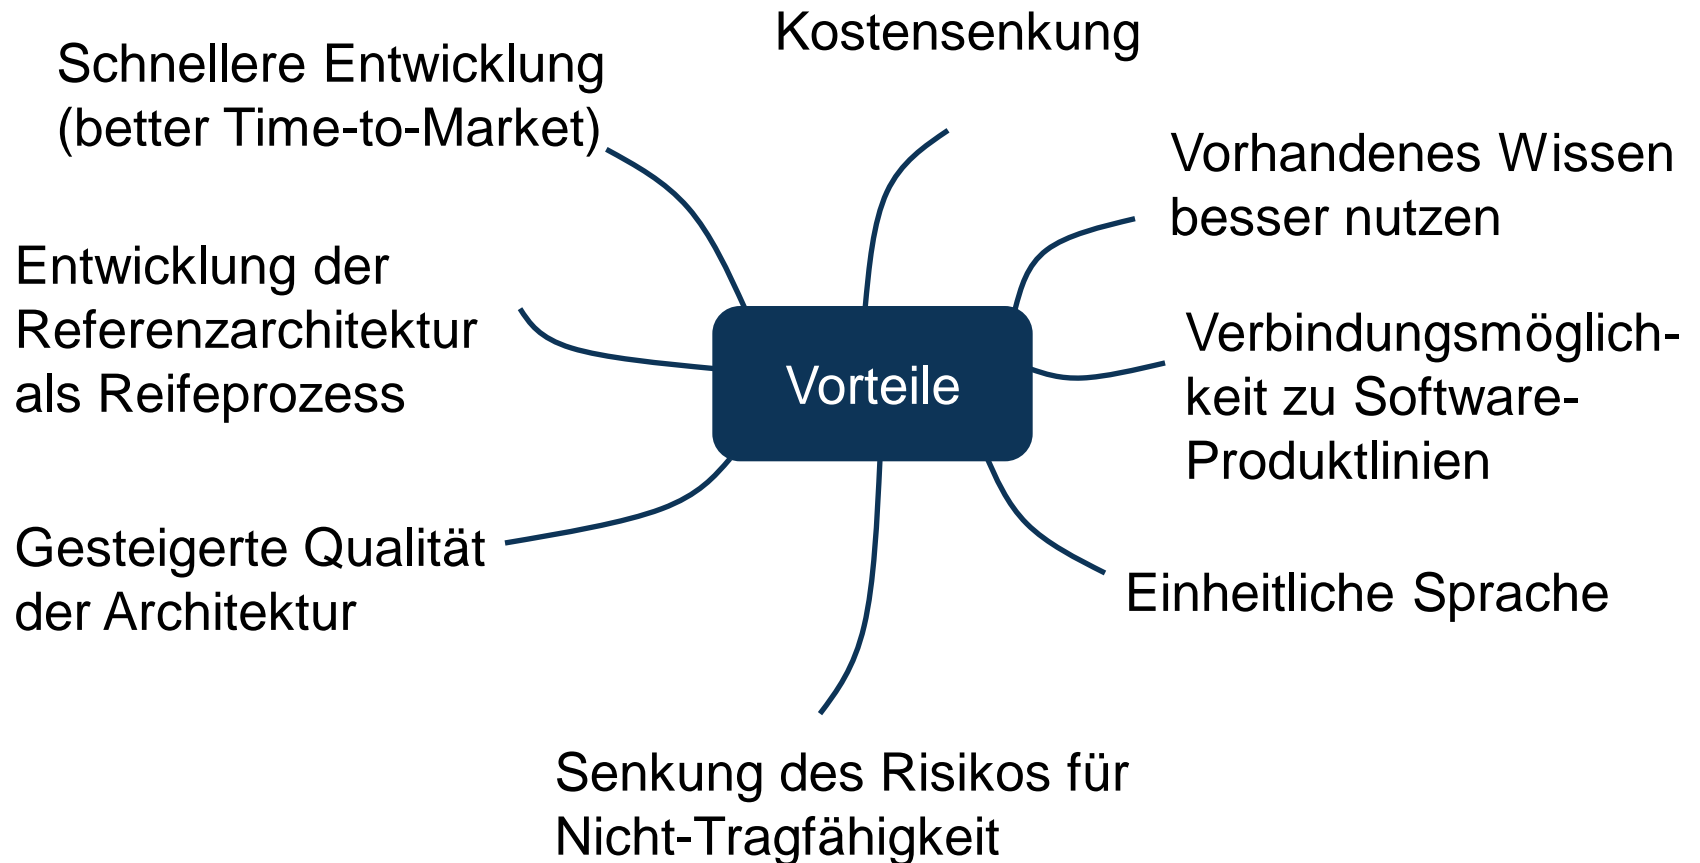 Kostensenkung
Schnellere Entwicklung
(better Time-to-Market)
Vorhandenes Wissen
besser nutzen
Entwicklung der
Referenzarchitektur
als Reifeprozess
Verbindungsmöglich-
keit zu Software-
Produktlinien
Vorteile
Gesteigerte Qualität
der Architektur
Einheitliche Sprache
Senkung des Risikos für
Nicht-Tragfähigkeit